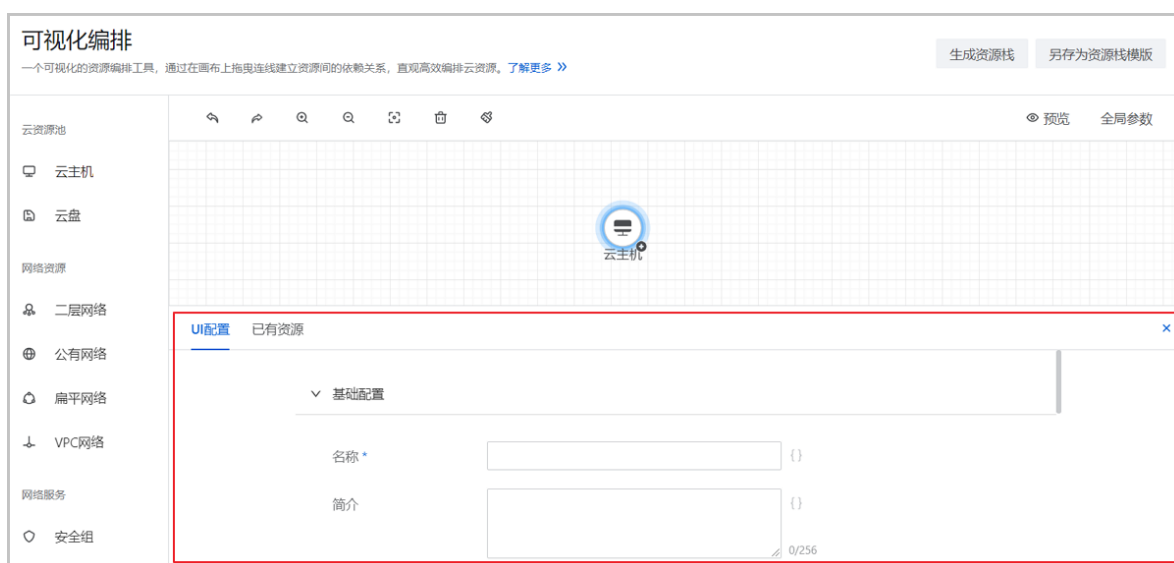 可视化编排
一个可视化的资源编排工具，通过在画布上拖曳连线建立资源间的依赖关系，直观高效编排云资源。了解更多 »
生成资源栈
另存为资源栈模版
云资源池
云主机
云盘
网络资源
二层网络
公有网络
扁平网络
VPC网络
网络服务
安全组
预览
全局参数
云主机
UI配置
已有资源
基础配置
名称 *
{ }
简介
{ }
0/256